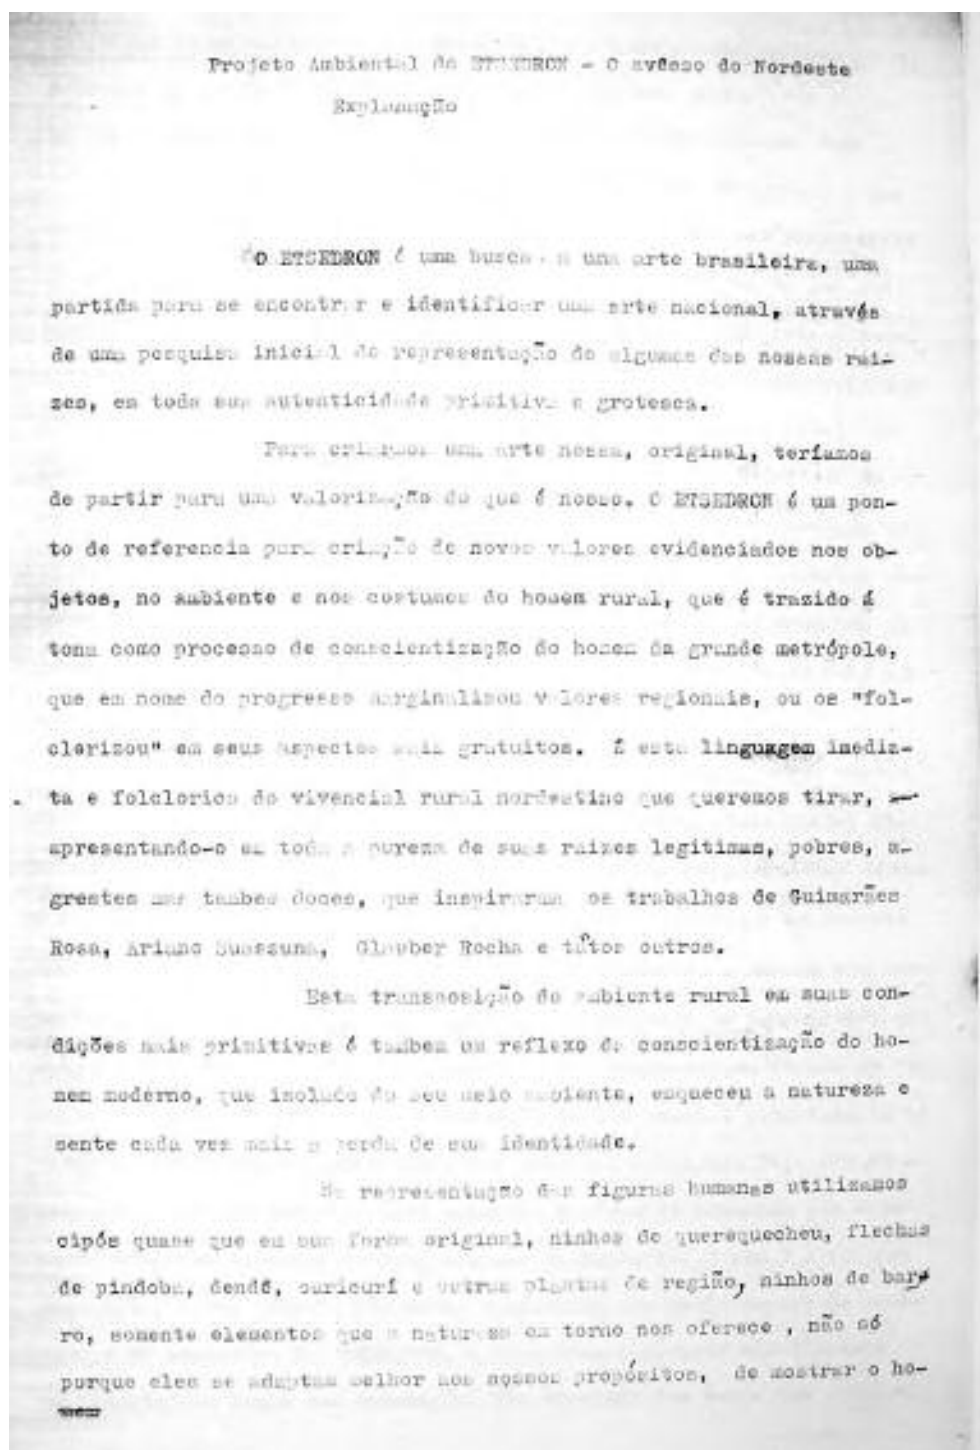 Projeto Ambiental do ETSEDRON - O avêsso do Nordeste
Explanação
O ETSEDRON é uma busca a uma arte brasileira, uma
partida para se encontrar e identificar uma arte nacional, através
de uma pesquisa inicial de representação de algumas das nossas rai-
zes, em toda sua autenticidade primitiva e grotesca.
Para criarmos uma arte nossa, original, teríamos
de partir para uma valorização do que é nosso. O ETSEDRON é um pon-
to de referencia para criação de novos valores evidenciados nos ob-
jetos, no ambiente e nos costumes do homem rural, que é trazido á
tona como processo de conscientização do homem da grande metrópole,
que em nome do progresso marginalisou valores regionais, ou os "fol-
clorizou" em seus aspectos mais gratuitos. É esta linguagem imedia-
ta e folclorica do vivencial rural nordestino que queremos tirar,
apresentando-o em toda a pureza de suas raizes legitimas, pobres, a-
grestes mas tambem doces, que inspiraram os trabalhos de Guimarães
Rosa, Ariano Suassuna, Glauber Rocha e tãtos outros.
Esta transposição do ambiente rural em suas con-
dições mais primitivas é tambem um reflexo de conscientização do ho-
mem moderno, que isolado do seu meio ambiente, esqueceu a natureza e
sente cada vez mais a perda de sua identidade.
Na representação das figuras humanas utilizamos
cipós quase que em sua forma original, ninhos de querequecheu, flechas
de pindoba, dendê, ouricurí e outras plantas da região, ninhos de bar
ro, somente elementos que a natureza em torno nos oferece , não só
porque eles se adaptam melhor aos nossos propósitos, de mostrar o ho-